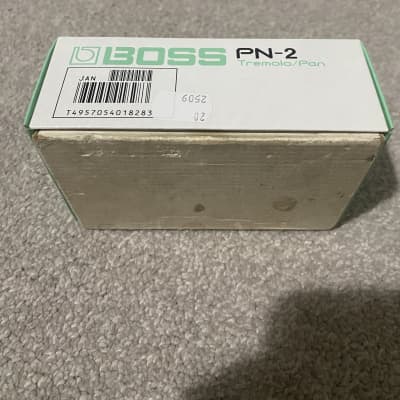 BOSS PN-2
Tremolo/Pan
JAN
T4957054018283
2509
20